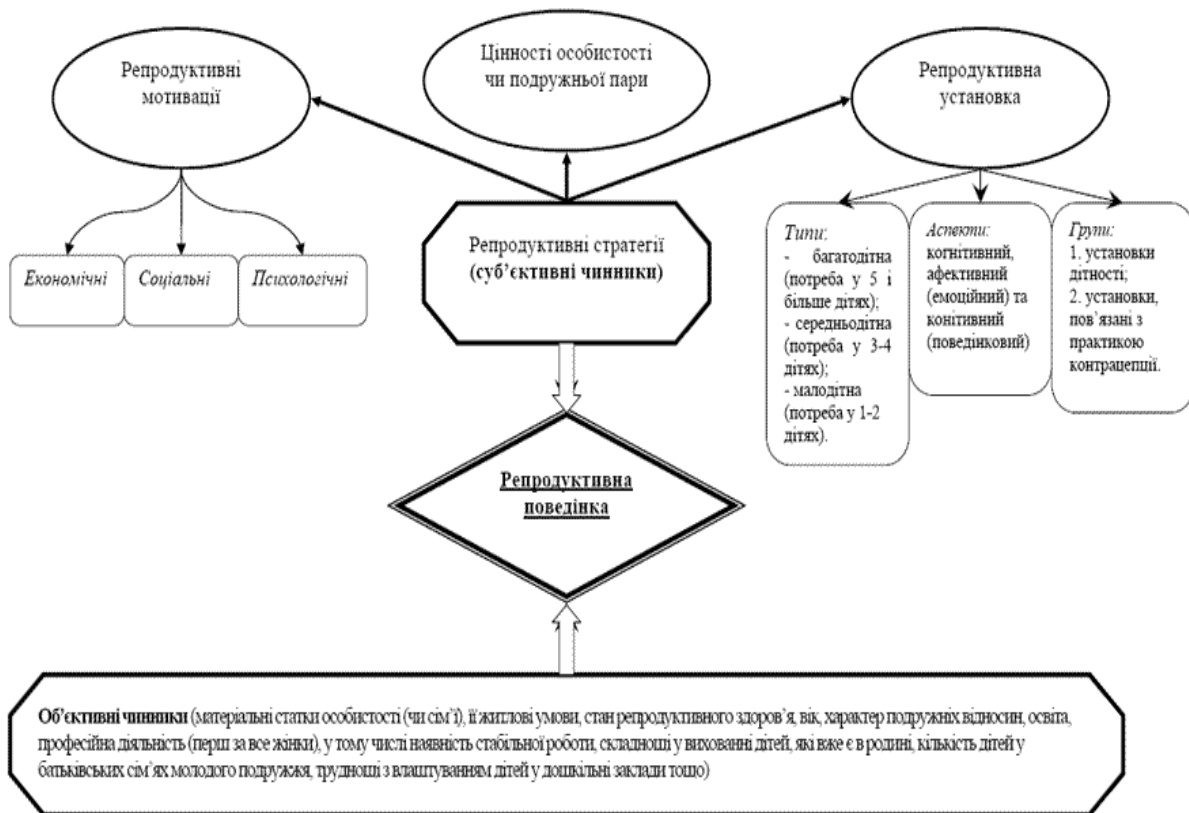 Репродуктивні
мотивації
Цінності особистості
чи подружньої пари
Репродуктивна
установка
Економічні
Соціальні
Психологічні
Репродуктивні стратегії
(суб’єктивні чинники)
Типи:
- багатодітна
(потреба у 5 і
більше дітях);
- середньодітна
(потреба у 3-4
дітях);
- малодітна
(потреба у 1-2
дітях).
Аспекти:
когнітивний,
афективний
(емоційний) та
конітивний
(поведінковий)
Групи:
1. установки
дітності;
2. установки,
пов’язані з
практикою
контрацепції.
Репродуктивна
поведінка
Об’єктивні чинники (матеріальні статки особистості (чи сім’ї), її житлові умови, стан репродуктивного здоров’я, вік, характер подружніх відносин, освіта,
професійна діяльність (перш за все жінки), у тому числі наявність стабільної роботи, складнощі у вихованні дітей, які вже є в родині, кількість дітей у
батьківських сім’ях молодого подружжя, труднощі з влаштуванням дітей у дошкільні заклади тощо)